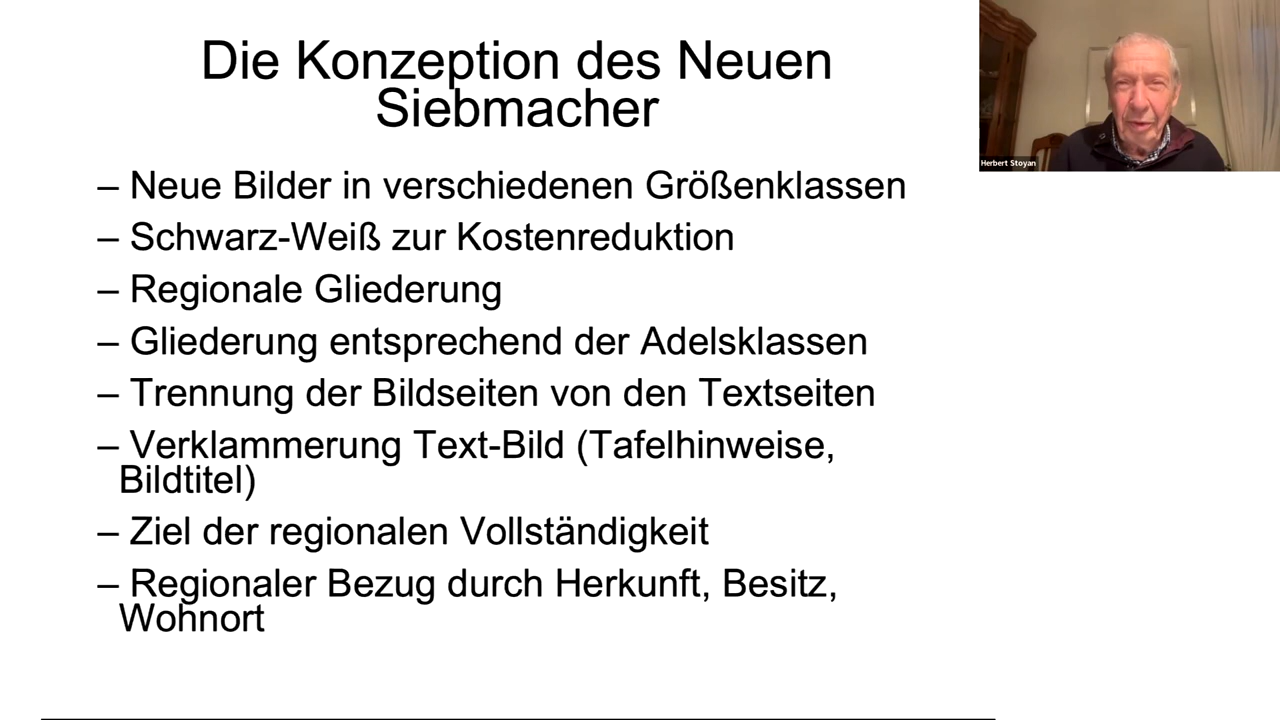 Die Konzeption des Neuen
Siebmacher
– Neue Bilder in verschiedenen Größenklassen
– Schwarz-Weiß zur Kostenreduktion
– Regionale Gliederung
– Gliederung entsprechend der Adelsklassen
– Trennung der Bildseiten von den Textseiten
– Verklammerung Text-Bild (Tafelhinweise,
Bildtitel)
– Ziel der regionalen Vollständigkeit
– Regionaler Bezug durch Herkunft, Besitz,
Wohnort
Herbert Stoyan